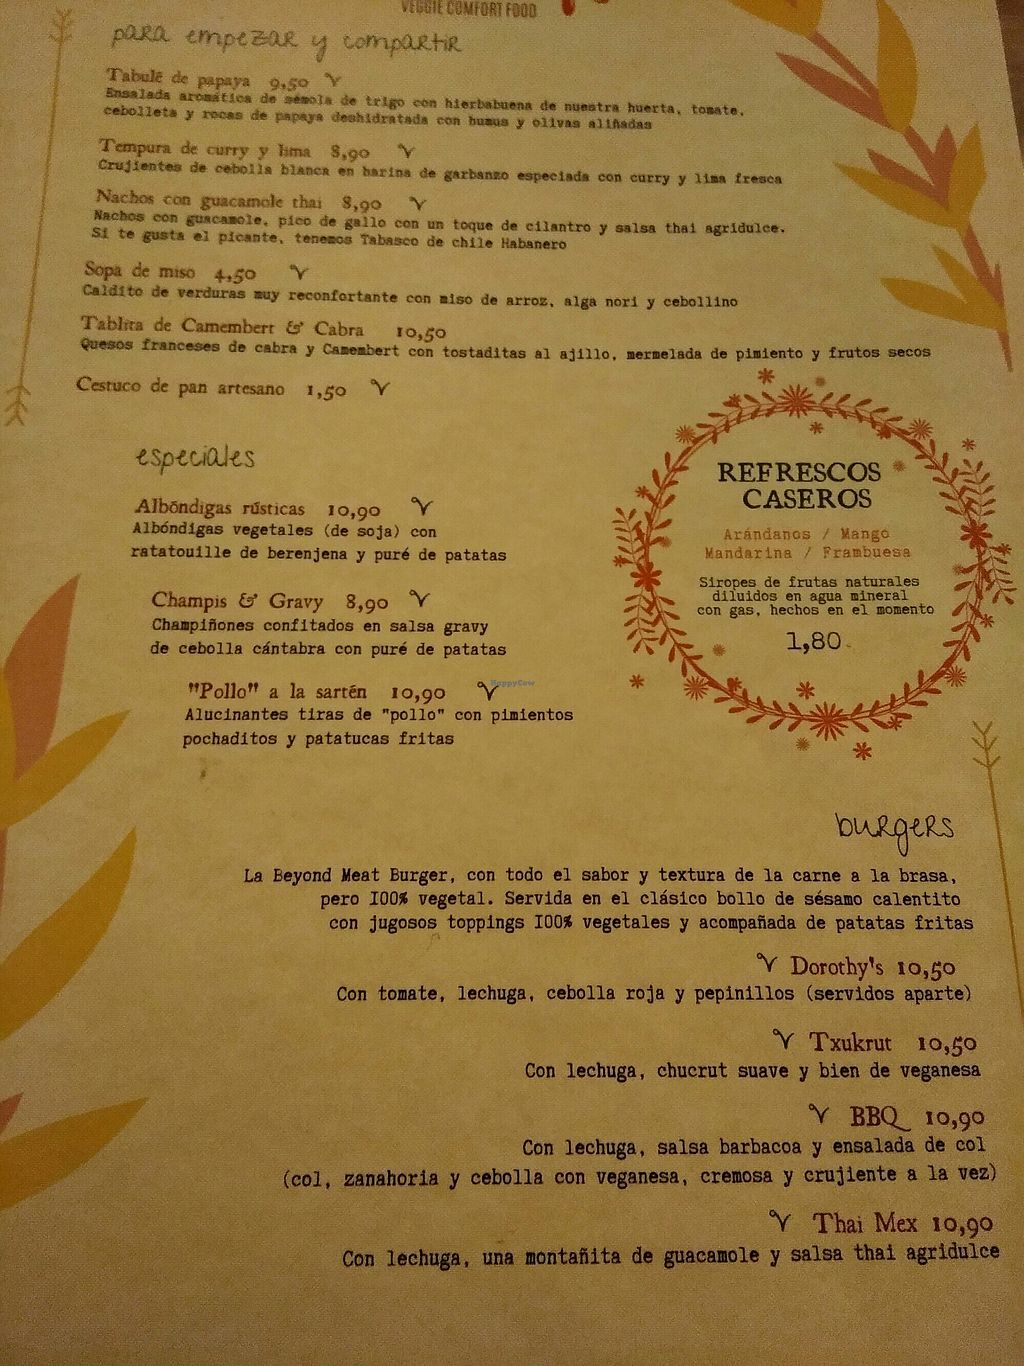 VEGGIE COMFORT FOOD
para empezar y compartir
Tabulé de papaya 9,50 V
Ensalada aromática de sémola de trigo con hierbabuena de nuestra huerta, tomate,
cebolleta y rocas de papaya deshidratada con humus y olivas aliñadas
Tempura de curry y lima 8,90 V
Crujientes de cebolla blanca en harina de garbanzo especiada con curry y lima fresca
Nachos con guacamole thai 8,90 V
Nachos con guacamole, pico de gallo con un toque de cilantro y salsa thai agridulce.
Si te gusta el picante, tenemos Tabasco de chile Habanero
Sopa de miso 4,50 V
Caldito de verduras muy reconfortante con miso de arroz, alga nori y cebollino
Tablita de Camembert & Cabra 10,50
Quesos franceses de cabra y Camembert con tostaditas al ajillo, mermelada de pimiento y frutos secos
Cestuco de pan artesano 1,50 V
especiales
Albóndigas rústicas 10,90 V
Albóndigas vegetales (de soja) con
ratatouille de berenjena y puré de patatas
Champis & Gravy 8,90 V
Champiñones confitados en salsa gravy
de cebolla cántabra con puré de patatas
"Pollo" a la sartén 10,90 V
Alucinantes tiras de "pollo" con pimientos
pochaditos y patatucas fritas
REFRESCOS
CASEROS
Arándanos / Mango
Mandarina / Frambuesa
Siropes de frutas naturales
diluidos en agua mineral
con gas, hechos en el momento
1,80
HappyCow
burgers
La Beyond Meat Burger, con todo el sabor y textura de la carne a la brasa,
pero 100% vegetal. Servida en el clásico bollo de sésamo calentito
con jugosos toppings 100% vegetales y acompañada de patatas fritas
V Dorothy's 10,50
Con tomate, lechuga, cebolla roja y pepinillos (servidos aparte)
V Txukrut 10,50
Con lechuga, chucrut suave y bien de veganesa
V BBQ 10,90
Con lechuga, salsa barbacoa y ensalada de col
(col, zanahoria y cebolla con veganesa, cremosa y crujiente a la vez)
V Thai Mex 10,90
Con lechuga, una montañita de guacamole y salsa thai agridulce